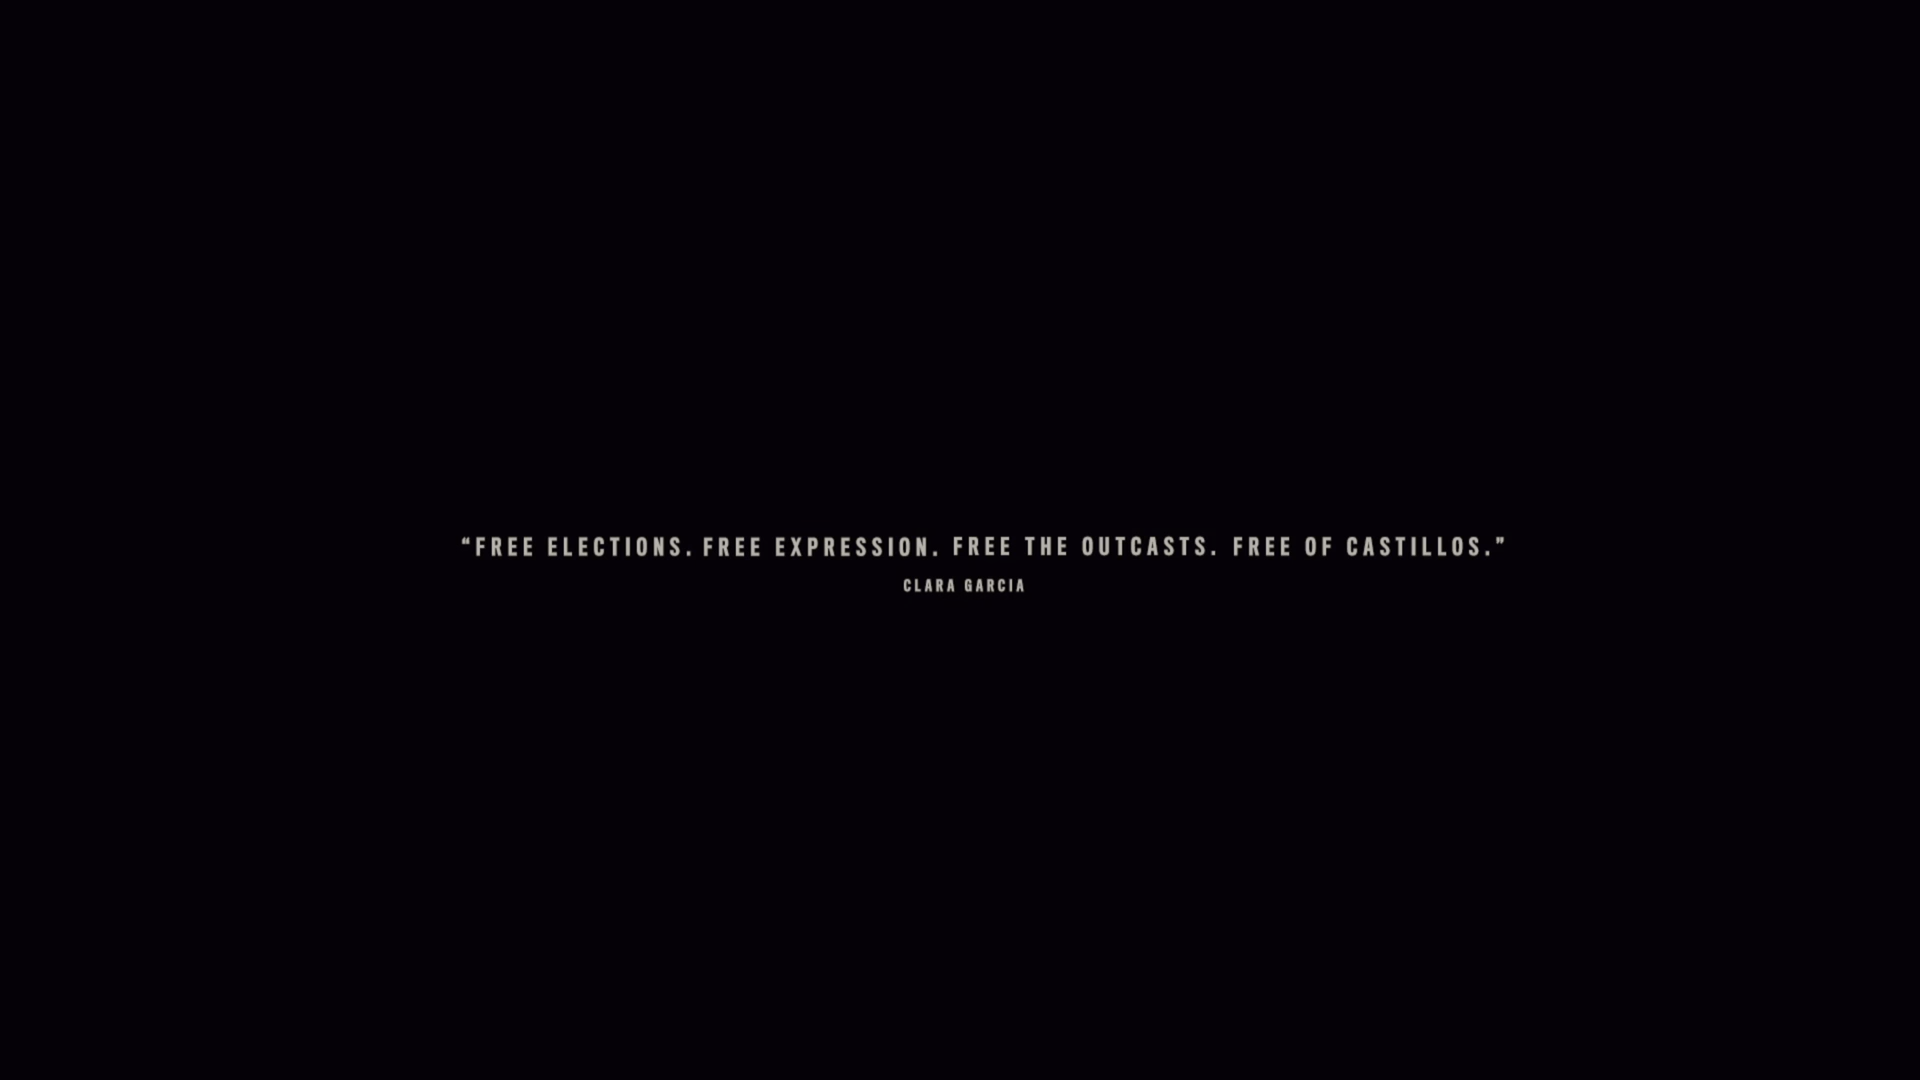 “FREE ELECTIONS. FREE EXPRESSION. FREE THE OUTCASTS. FREE OF CASTILLOS.”
CLARA GARCIA